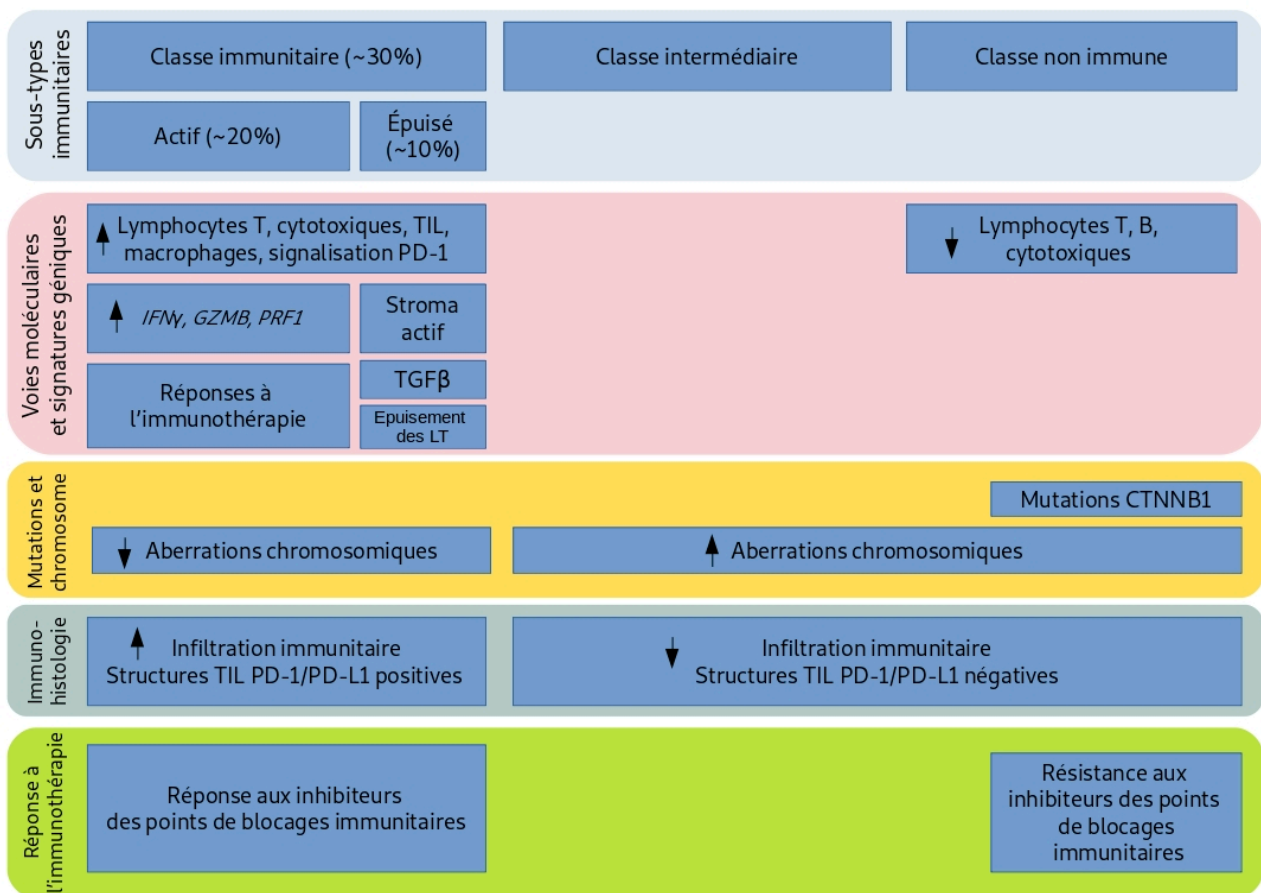 Sous-types
immunitaires
Classe immunitaire (~30%)
Classe intermédiaire
Classe non immune
Actif (~20%)
Épuisé
(~10%)
Voies moléculaires
et signatures géniques
Lymphocytes T, cytotoxiques, TIL,
macrophages, signalisation PD-1
Lymphocytes T, B,
cytotoxiques
IFNγ, GZMB, PRF1
Stroma
actif
Réponses à
l'immunothérapie
TGFβ
Epuisement
des LT
Mutations et
chromosome
Mutations CTNNB1
Aberrations chromosomiques
Aberrations chromosomiques
Immuno-
histologie
Infiltration immunitaire
Structures TIL PD-1/PD-L1 positives
Infiltration immunitaire
Structures TIL PD-1/PD-L1 négatives
Réponse à
l'immunothérapie
Réponse aux inhibiteurs
des points de blocages immunitaires
Résistance aux
inhibiteurs des points
de blocages
immunitaires